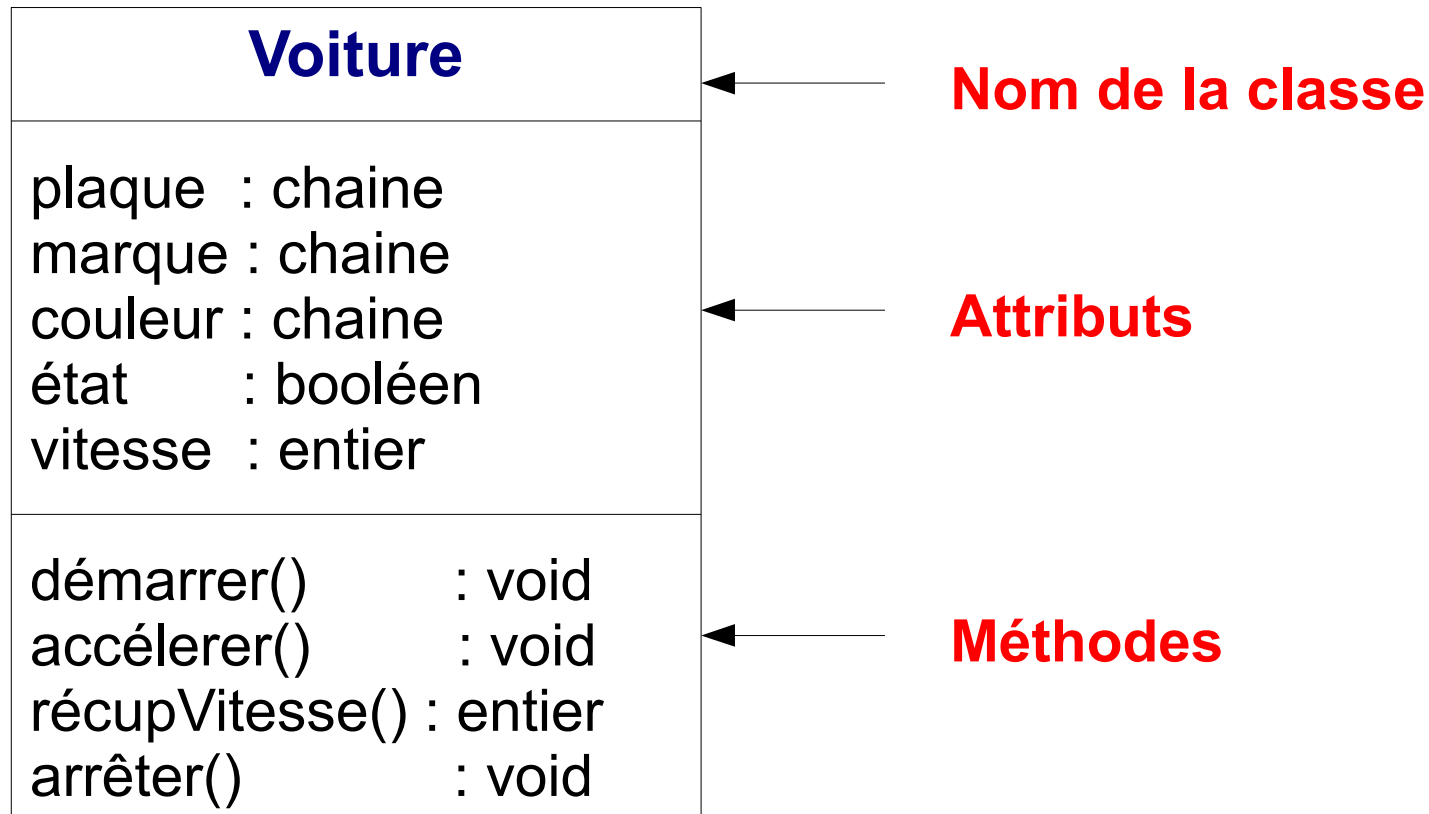 Voiture
Nom de la classe
plaque : chaine
marque : chaine
couleur : chaine
état : booléen
vitesse : entier
Attributs
démarrer() : void
accélerer() : void
récupVitesse() : entier
arrêter() : void
Méthodes